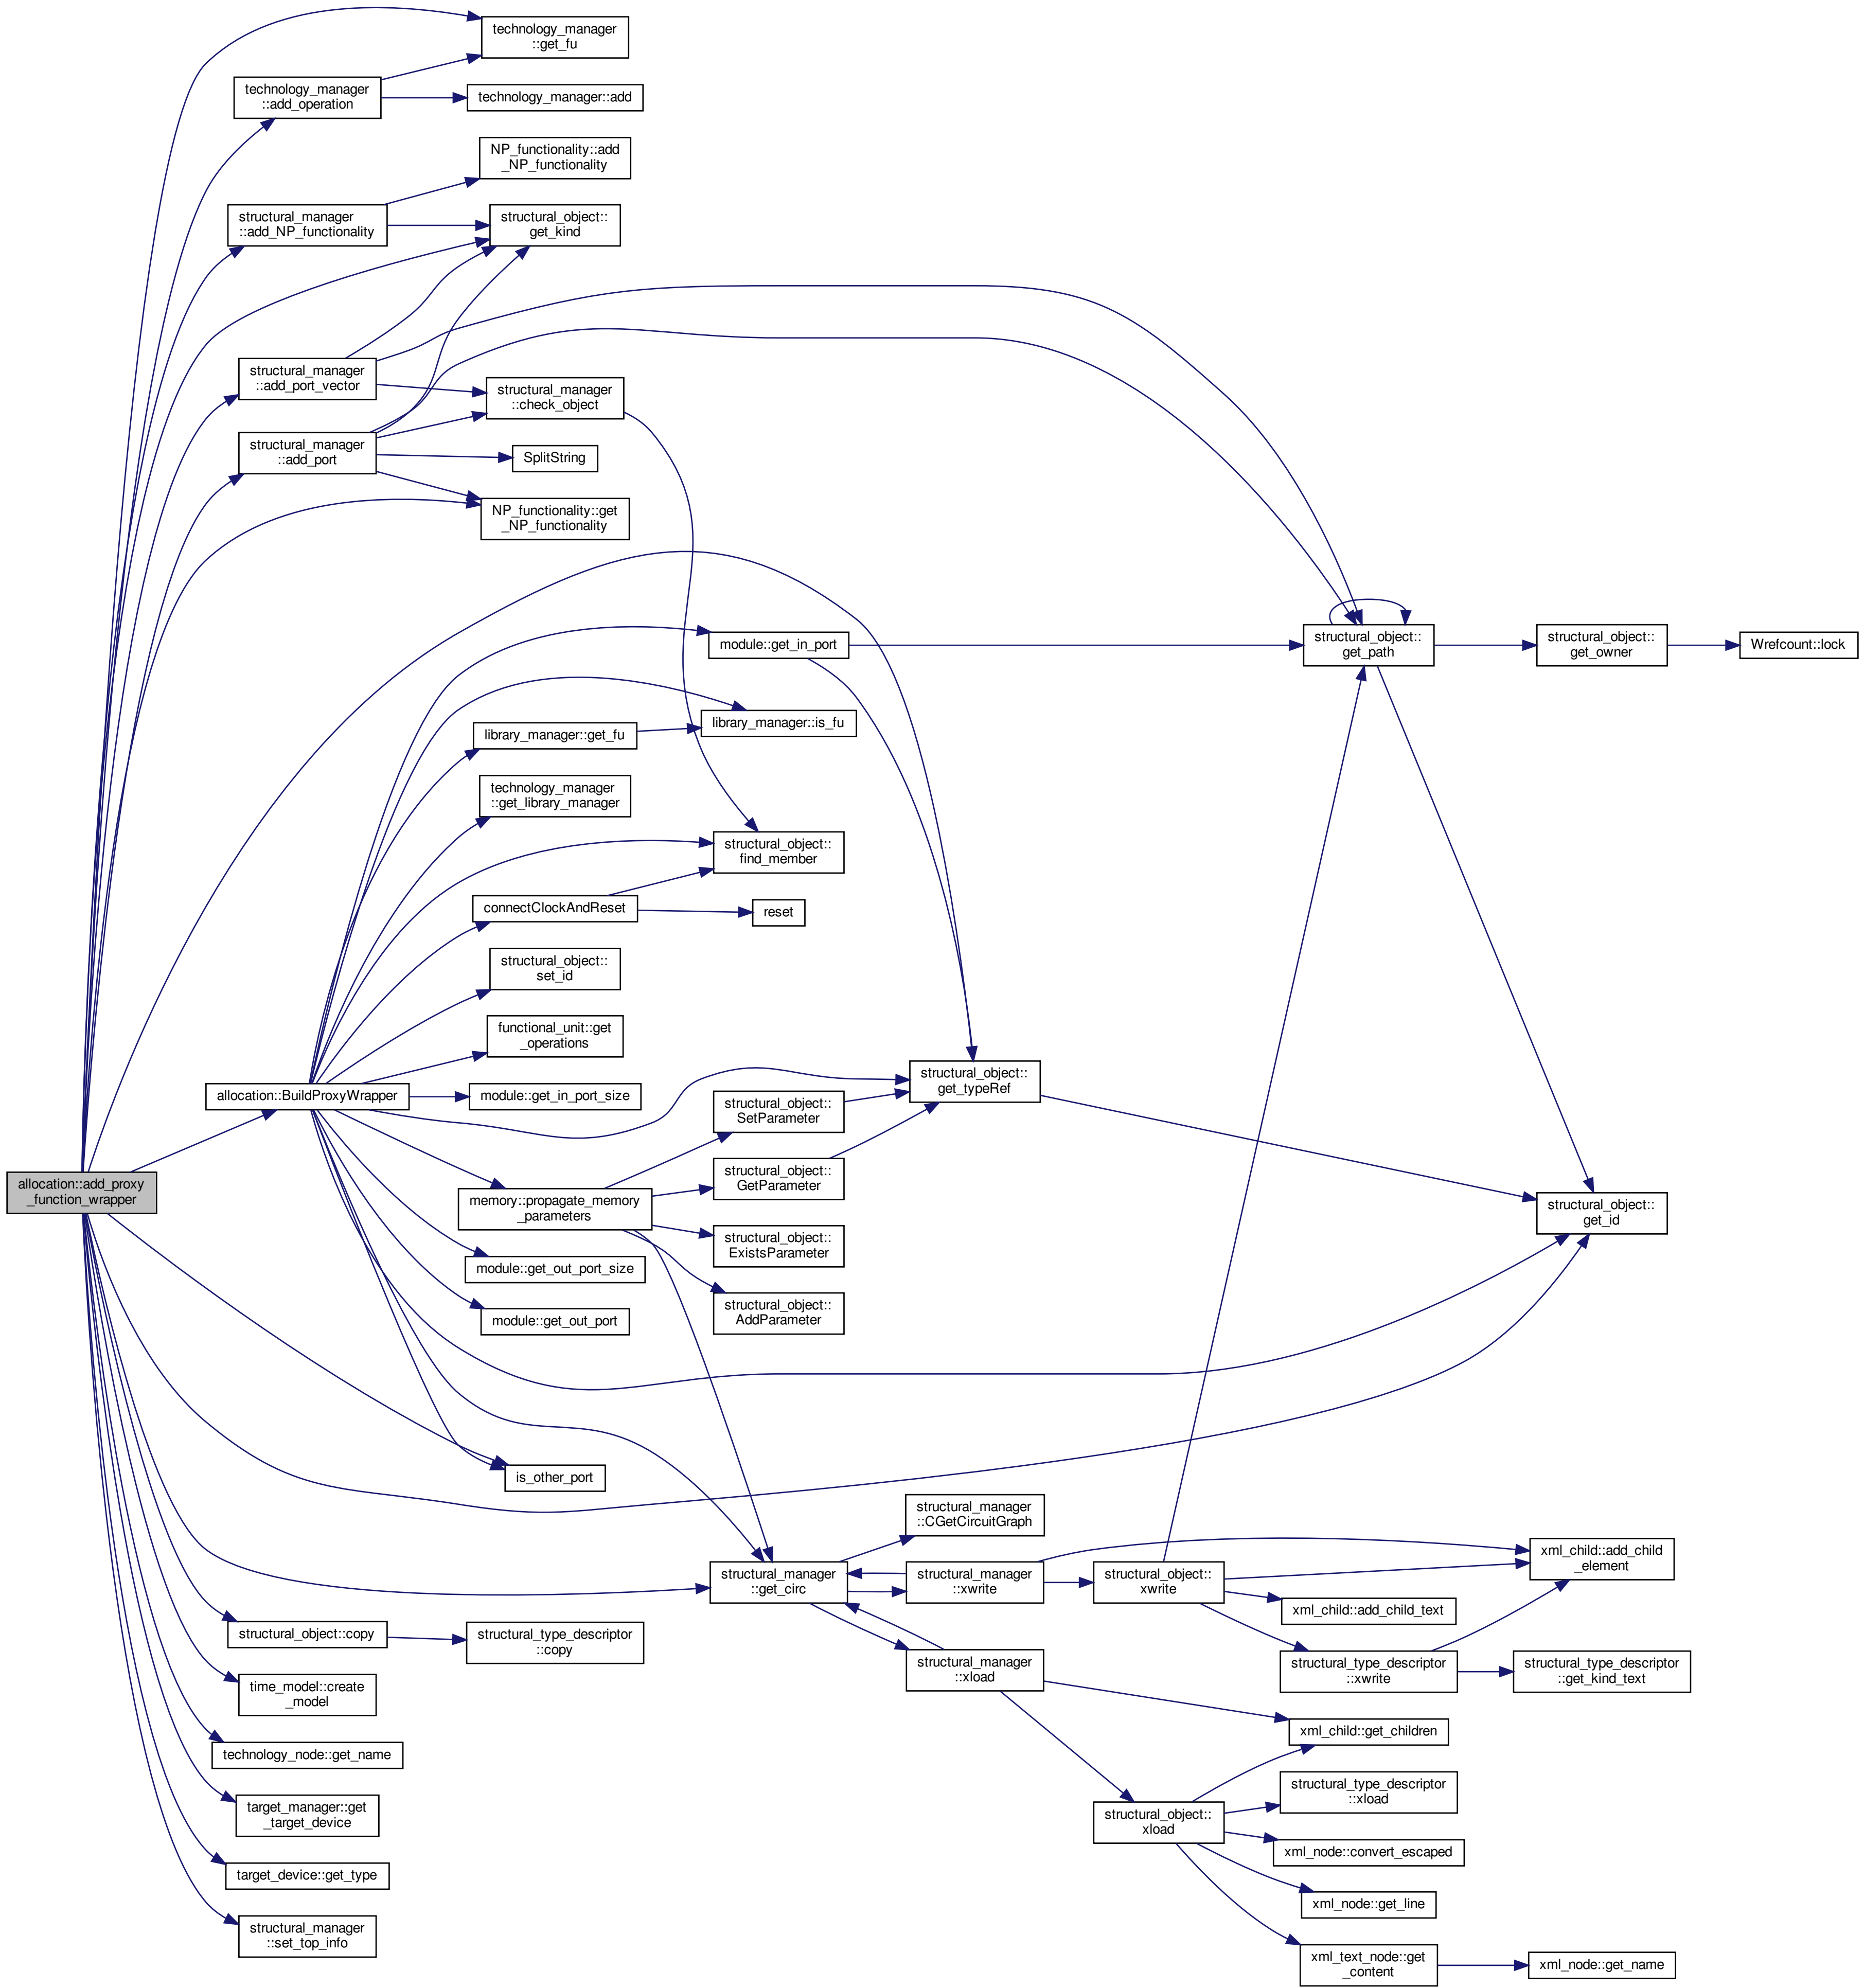 technology_manager
::get_fu
technology_manager
::add_operation
technology_manager::add
NP_functionality::add
_NP_functionality
structural_manager
::add_NP_functionality
structural_object::
get_kind
structural_manager
::add_port_vector
structural_manager
::check_object
structural_manager
::add_port
SplitString
NP_functionality::get
_NP_functionality
module::get_in_port
structural_object::
get_path
structural_object::
get_owner
Wrefcount::lock
library_manager::is_fu
library_manager::get_fu
technology_manager
::get_library_manager
structural_object::
find_member
connectClockAndReset
reset
structural_object::
set_id
functional_unit::get
_operations
allocation::BuildProxyWrapper
module::get_in_port_size
structural_object::
get_typeRef
structural_object::
SetParameter
structural_object::
GetParameter
allocation::add_proxy
_function_wrapper
memory::propagate_memory
_parameters
structural_object::
get_id
structural_object::
ExistsParameter
module::get_out_port_size
structural_object::
AddParameter
module::get_out_port
is_other_port
structural_manager
::CGetCircuitGraph
structural_manager
::get_circ
structural_manager
::xwrite
structural_object::
xwrite
xml_child::add_child
_element
xml_child::add_child_text
structural_object::copy
structural_type_descriptor
::copy
structural_manager
::xload
structural_type_descriptor
::xwrite
structural_type_descriptor
::get_kind_text
time_model::create
_model
xml_child::get_children
technology_node::get_name
structural_type_descriptor
::xload
target_manager::get
_target_device
structural_object::
xload
xml_node::convert_escaped
target_device::get_type
xml_node::get_line
structural_manager
::set_top_info
xml_text_node::get
_content
xml_node::get_name